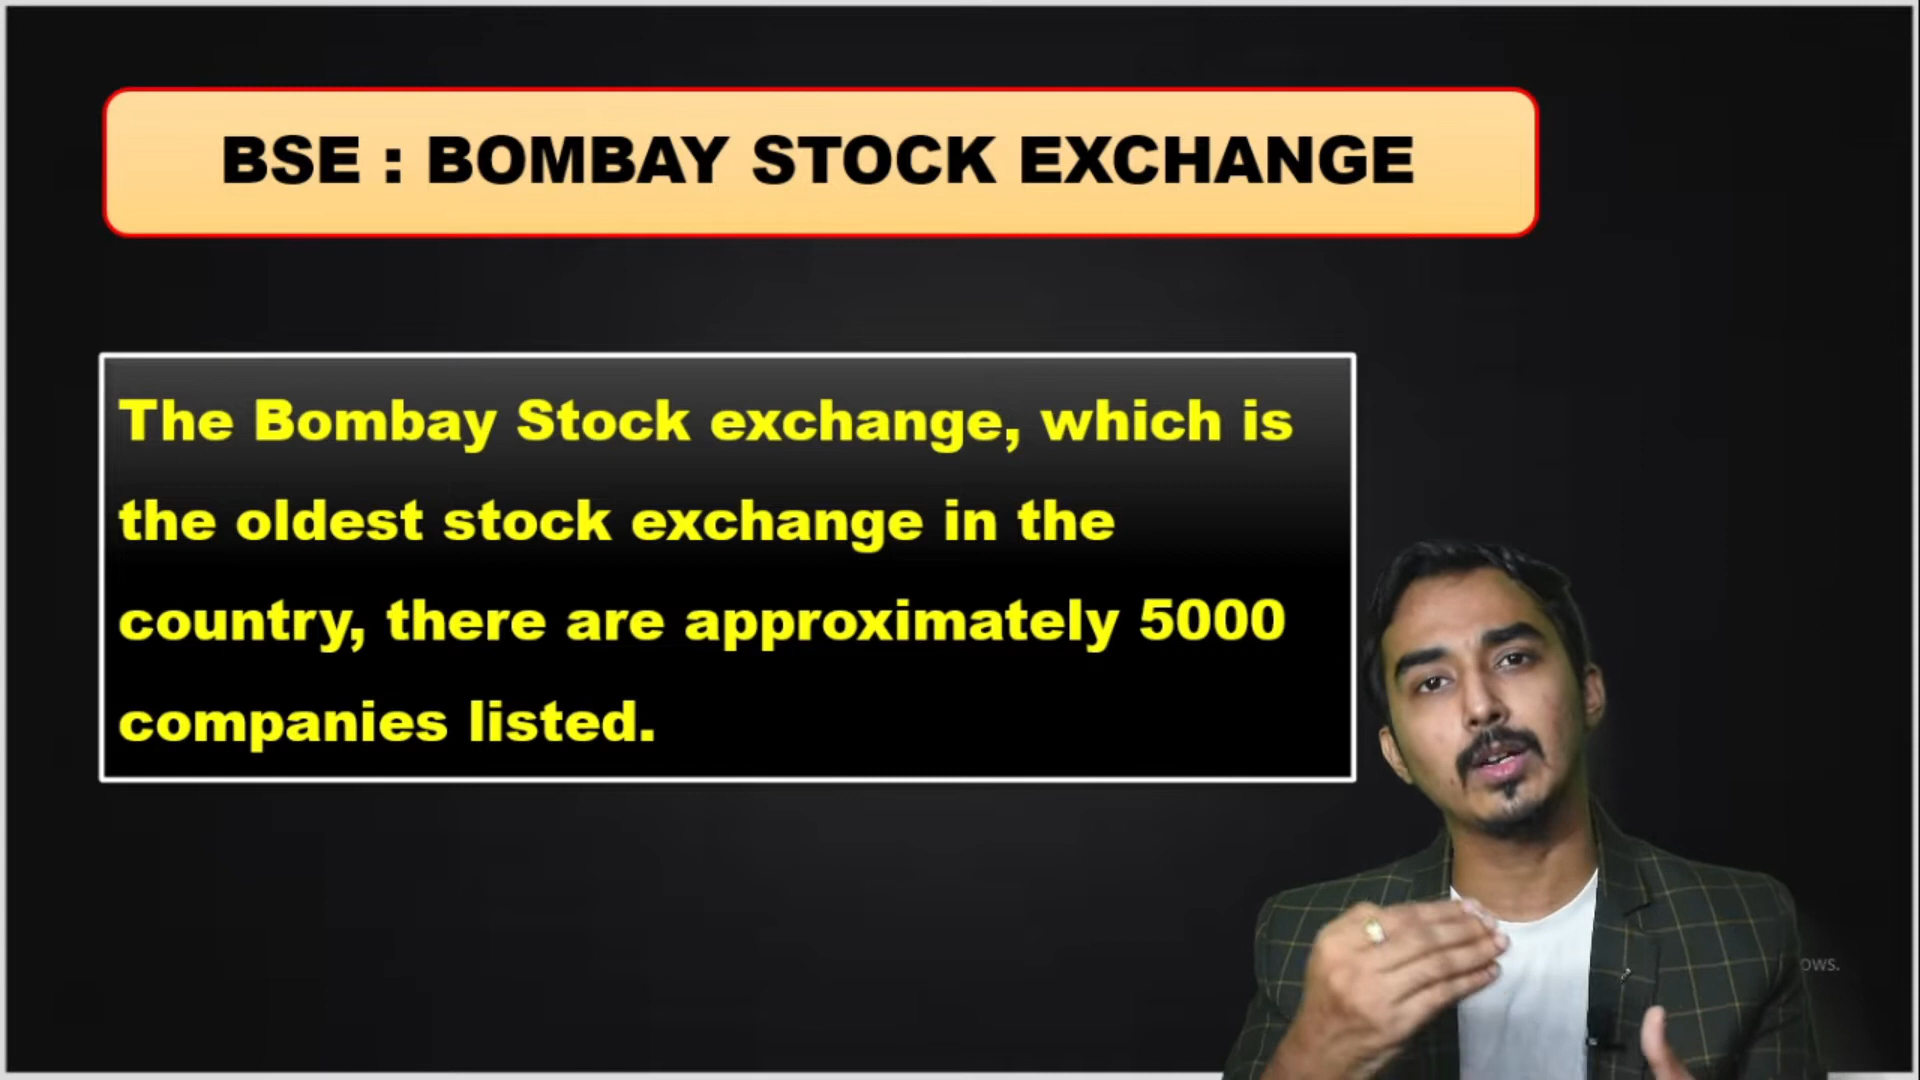 BSE : BOMBAY STOCK EXCHANGE
The Bombay Stock exchange, which is
the oldest stock exchange in the
country, there are approximately 5000
companies listed.